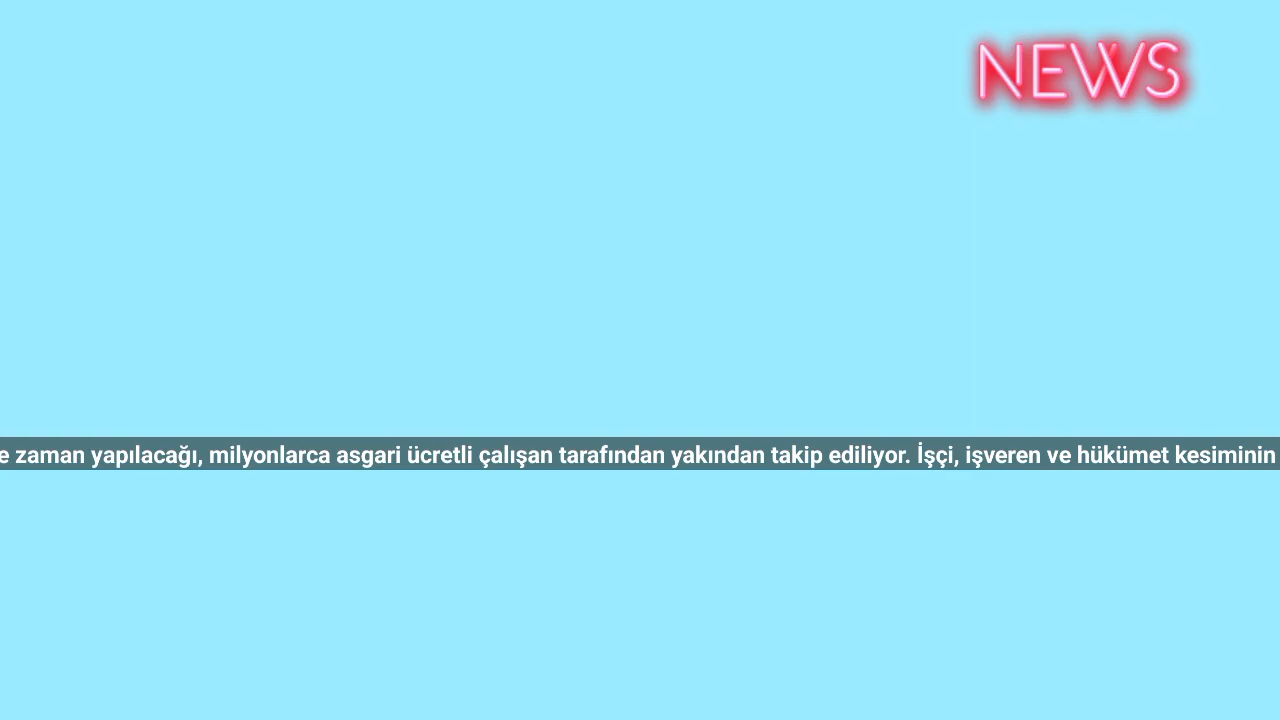 NEWS
e zaman yapılacağı, milyonlarca asgari ücretli çalışan tarafından yakından takip ediliyor. İşçi, işveren ve hükümet kesiminin